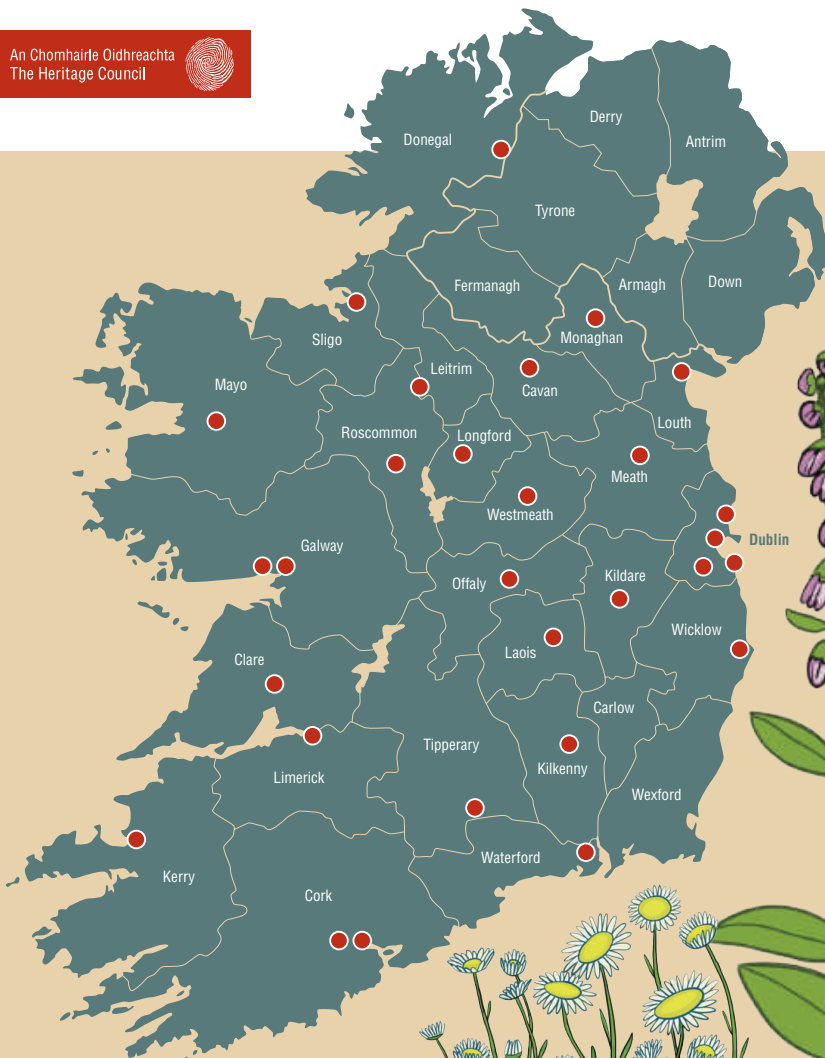 An Chomhairle Oidhreachta
The Heritage Council
Derry
Donegal
Antrim
Tyrone
Fermanagh
Armagh
Down
Monaghan
Sligo
Leitrim
Cavan
Mayo
Louth
Roscommon
Longford
Meath
Westmeath
Dublin
Galway
Offaly
Kildare
Wicklow
Laois
Clare
Carlow
Tipperary
Kilkenny
Limerick
Wexford
Waterford
Kerry
Cork